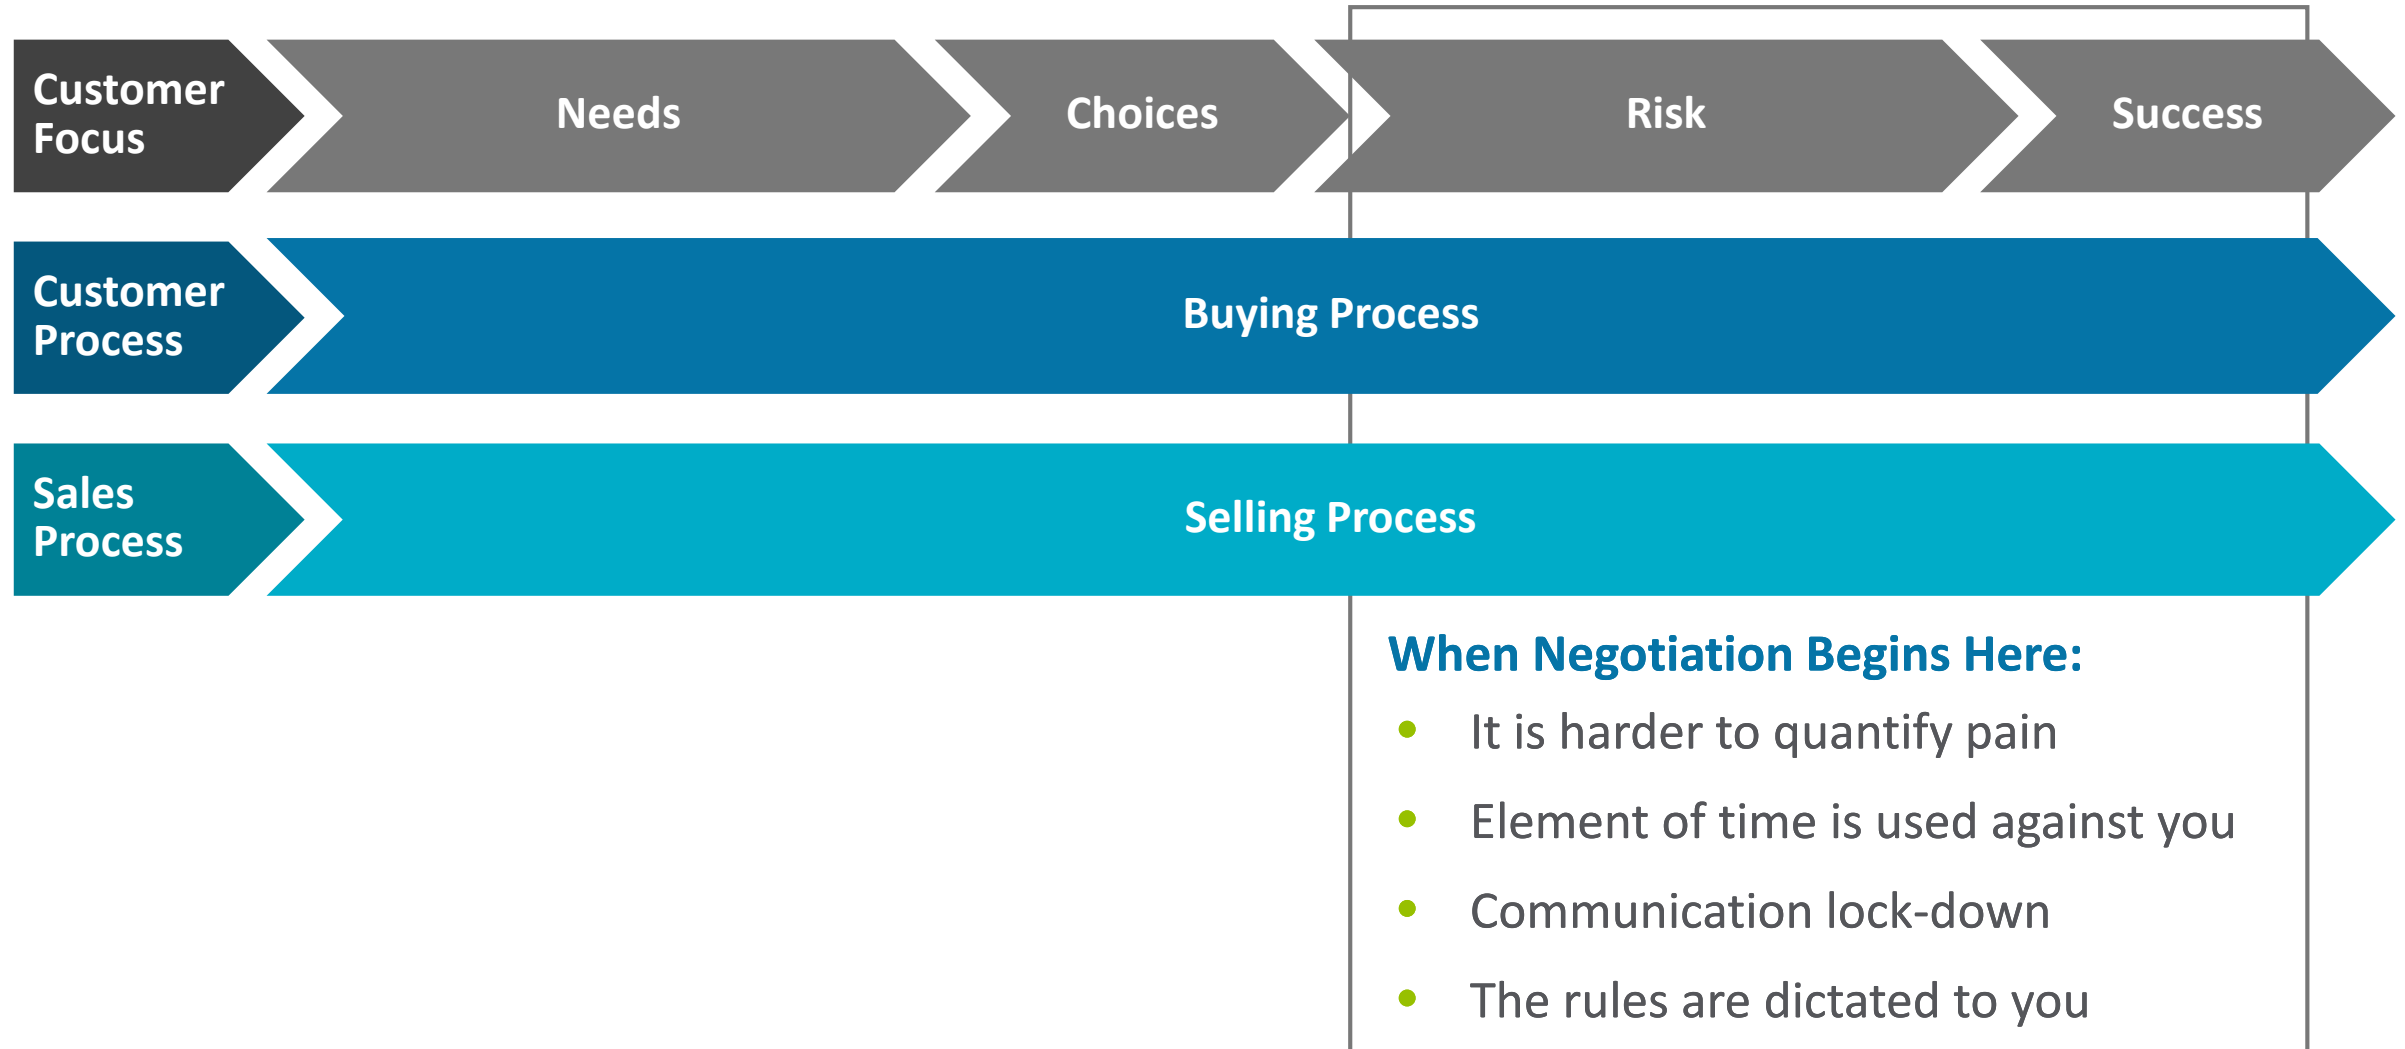 Customer
Focus
Needs
Choices
Risk
Success
Customer
Process
Buying Process
Sales
Process
Selling Process
When Negotiation Begins Here:
• It is harder to quantify pain
• Element of time is used against you
• Communication lock-down
• The rules are dictated to you